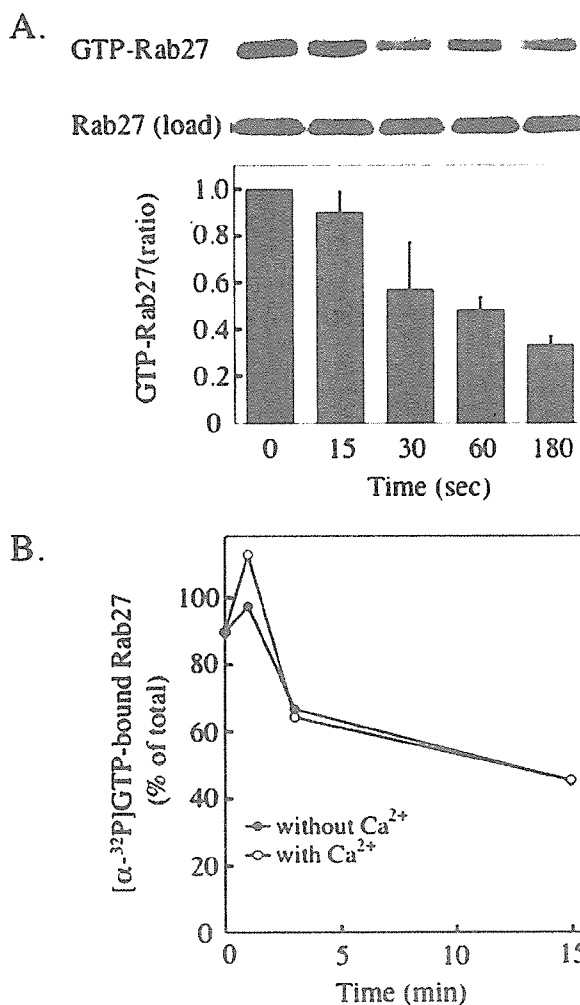 A.
GTP-Rab27
Rab27 (load)
GTP-Rab27(ratio)
1.0
0.8
0.6
0.4
0.2
0
0 15 30 60 180
Time (sec)
B.
[α-³²P]GTP-bound Rab27
(% of total)
100
80
60
40
20
0
without Ca²⁺
with Ca²⁺
0 5 10 15
Time (min)